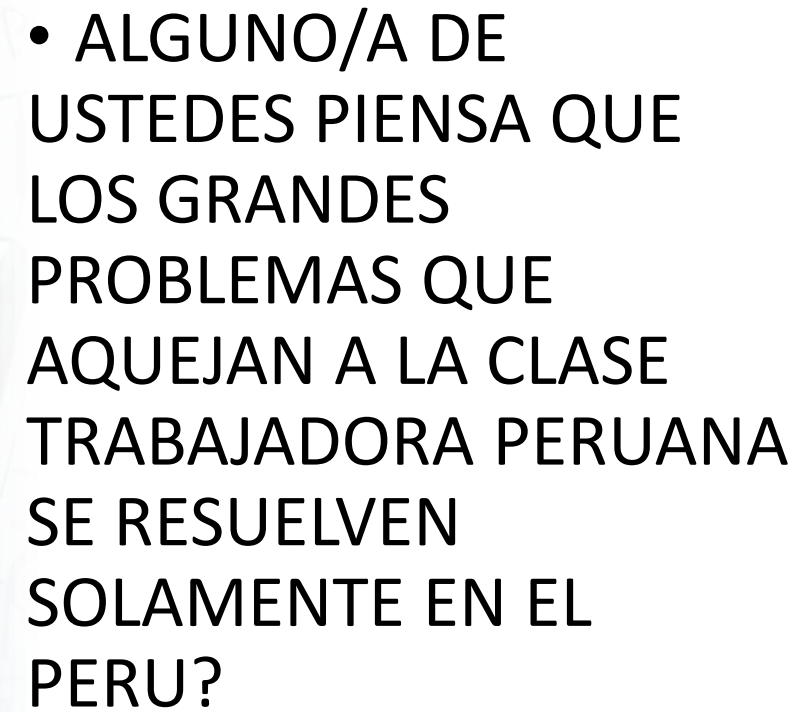 • ALGUNO/A DE
USTEDES PIENSA QUE
LOS GRANDES
PROBLEMAS QUE
AQUEJAN A LA CLASE
TRABAJADORA PERUANA
SE RESUELVEN
SOLAMENTE EN EL
PERU?